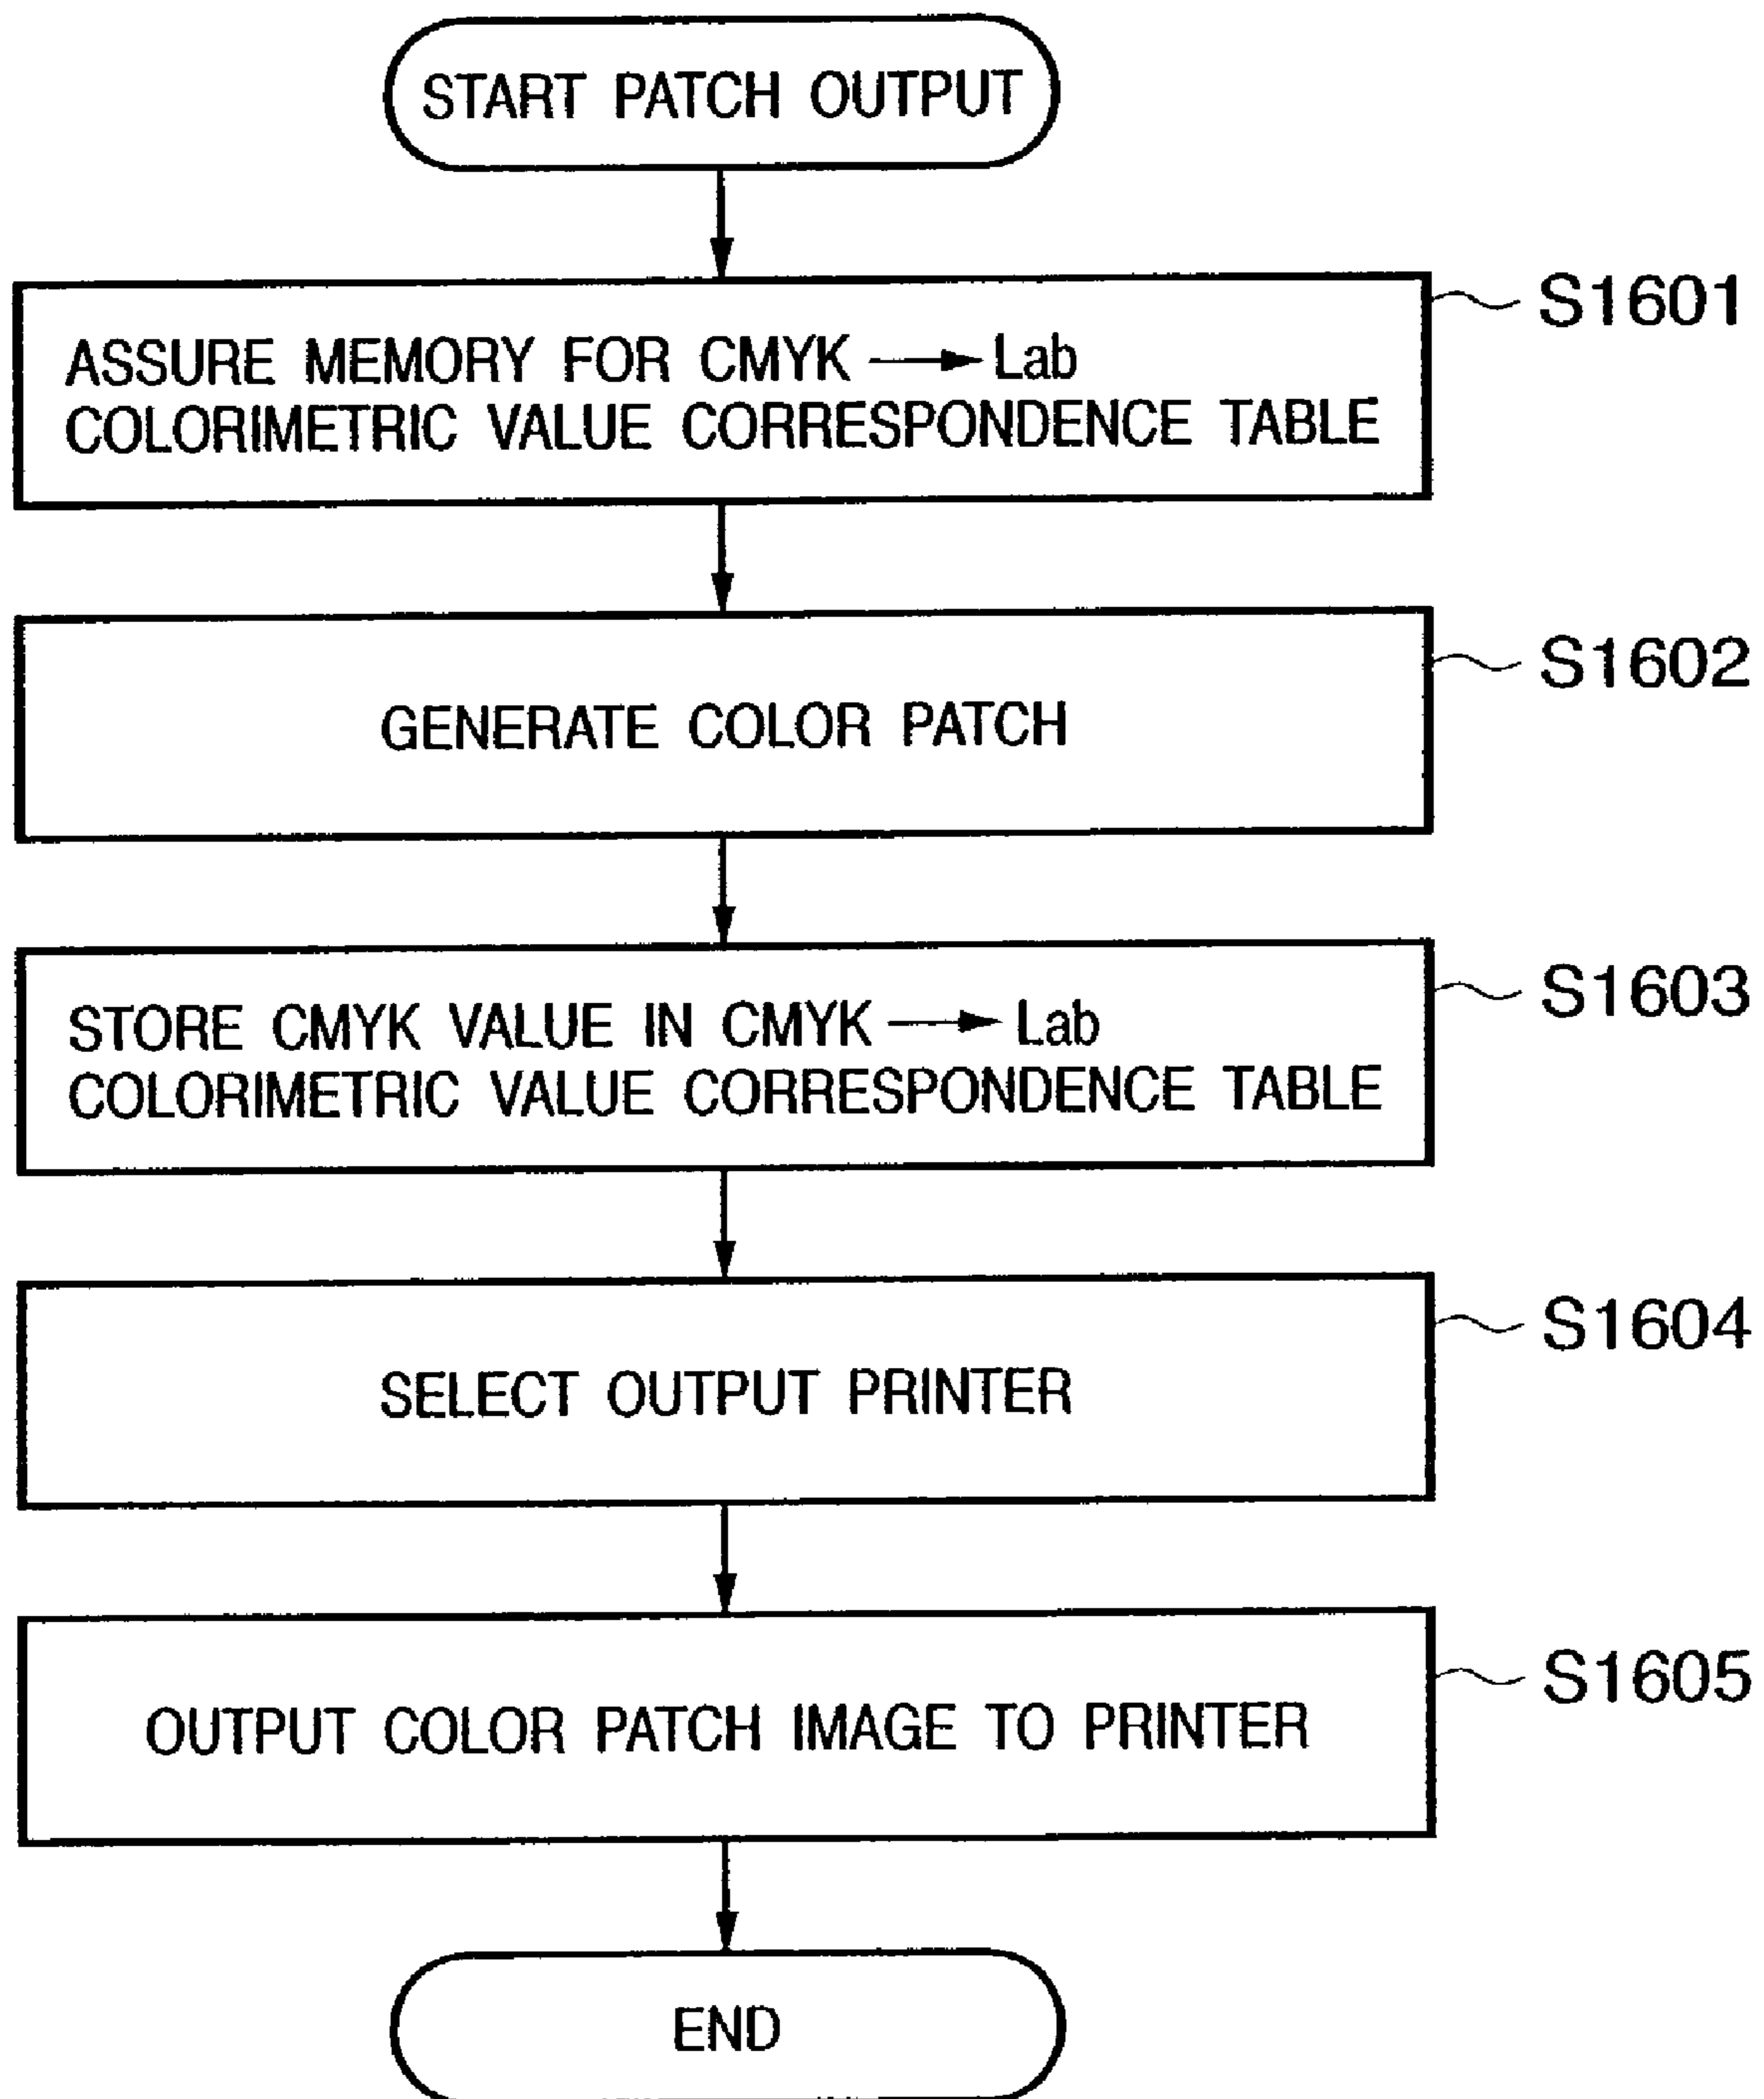 START PATCH OUTPUT
S1601
ASSURE MEMORY FOR CMYK → Lab
COLORIMETRIC VALUE CORRESPONDENCE TABLE
S1602
GENERATE COLOR PATCH
S1603
STORE CMYK VALUE IN CMYK → Lab
COLORIMETRIC VALUE CORRESPONDENCE TABLE
S1604
SELECT OUTPUT PRINTER
S1605
OUTPUT COLOR PATCH IMAGE TO PRINTER
END